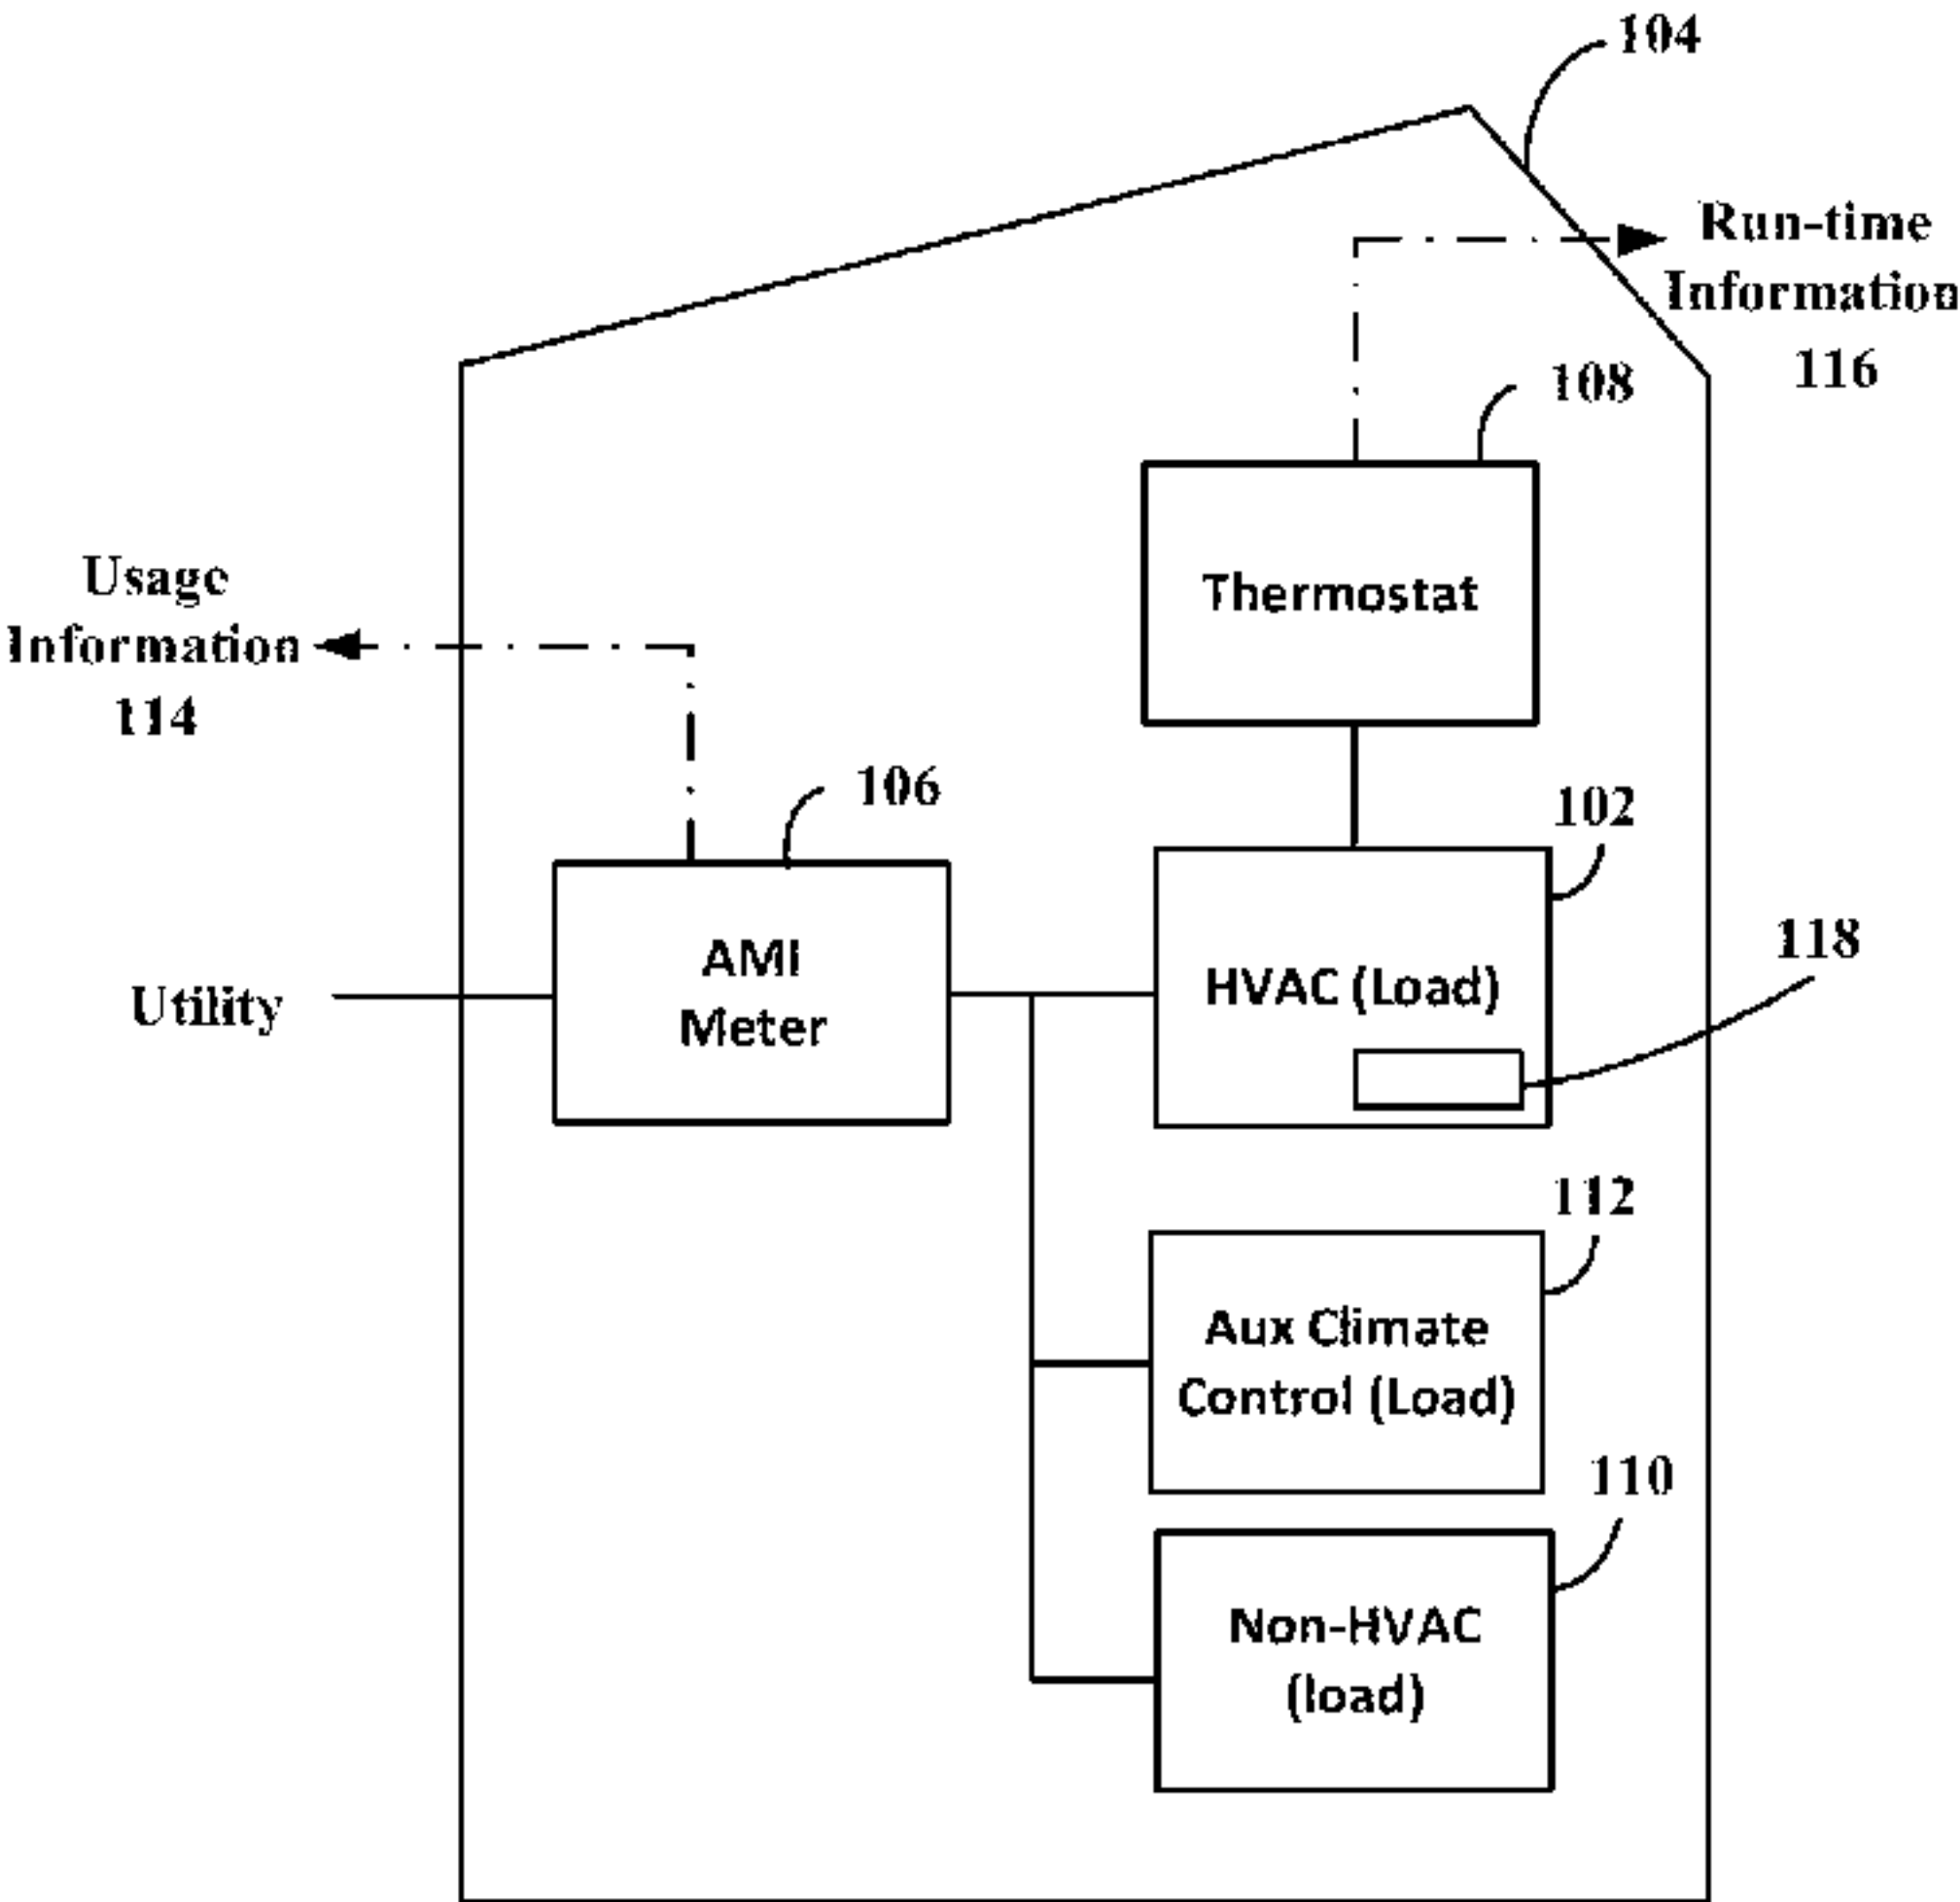 104
Run-time
Information
116
108
Thermostat
Usage
Information
114
106
102
AMI
Meter
HVAC (Load)
118
Utility
112
Aux Climate
Control (Load)
110
Non-HVAC
(load)